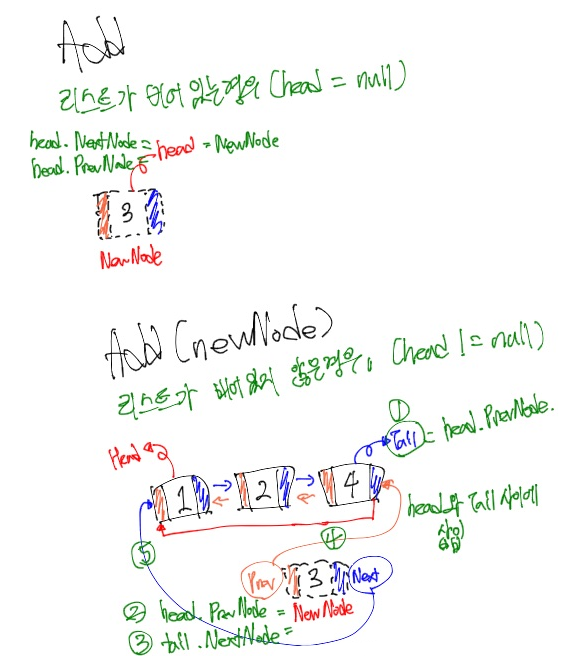 Add
리스트가 비어 있는경우 (head = null)
head.NextNode =
head.PrevNode =
head = NewNode
3
NewNode
Add (newNode)
리스트가 비어 있지 않은경우, (head != null)
①
Tail = head.PrevNode.
Head
1
2
4
head와 Tail 사이에
삽입
④
⑤
Prev
3
Next
② head.PrevNode = NewNode
③ tail.NextNode =